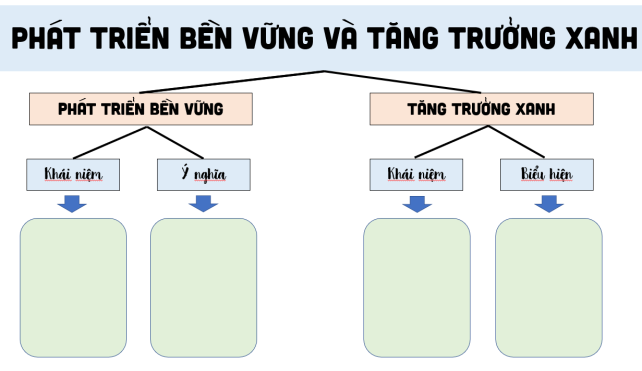 PHÁT TRIỂN BỀN VỮNG VÀ TĂNG TRƯỞNG XANH
PHÁT TRIỂN BỀN VỮNG
TĂNG TRƯỞNG XANH
Khái niệm
Ý nghĩa
Khái niệm
Biểu hiện